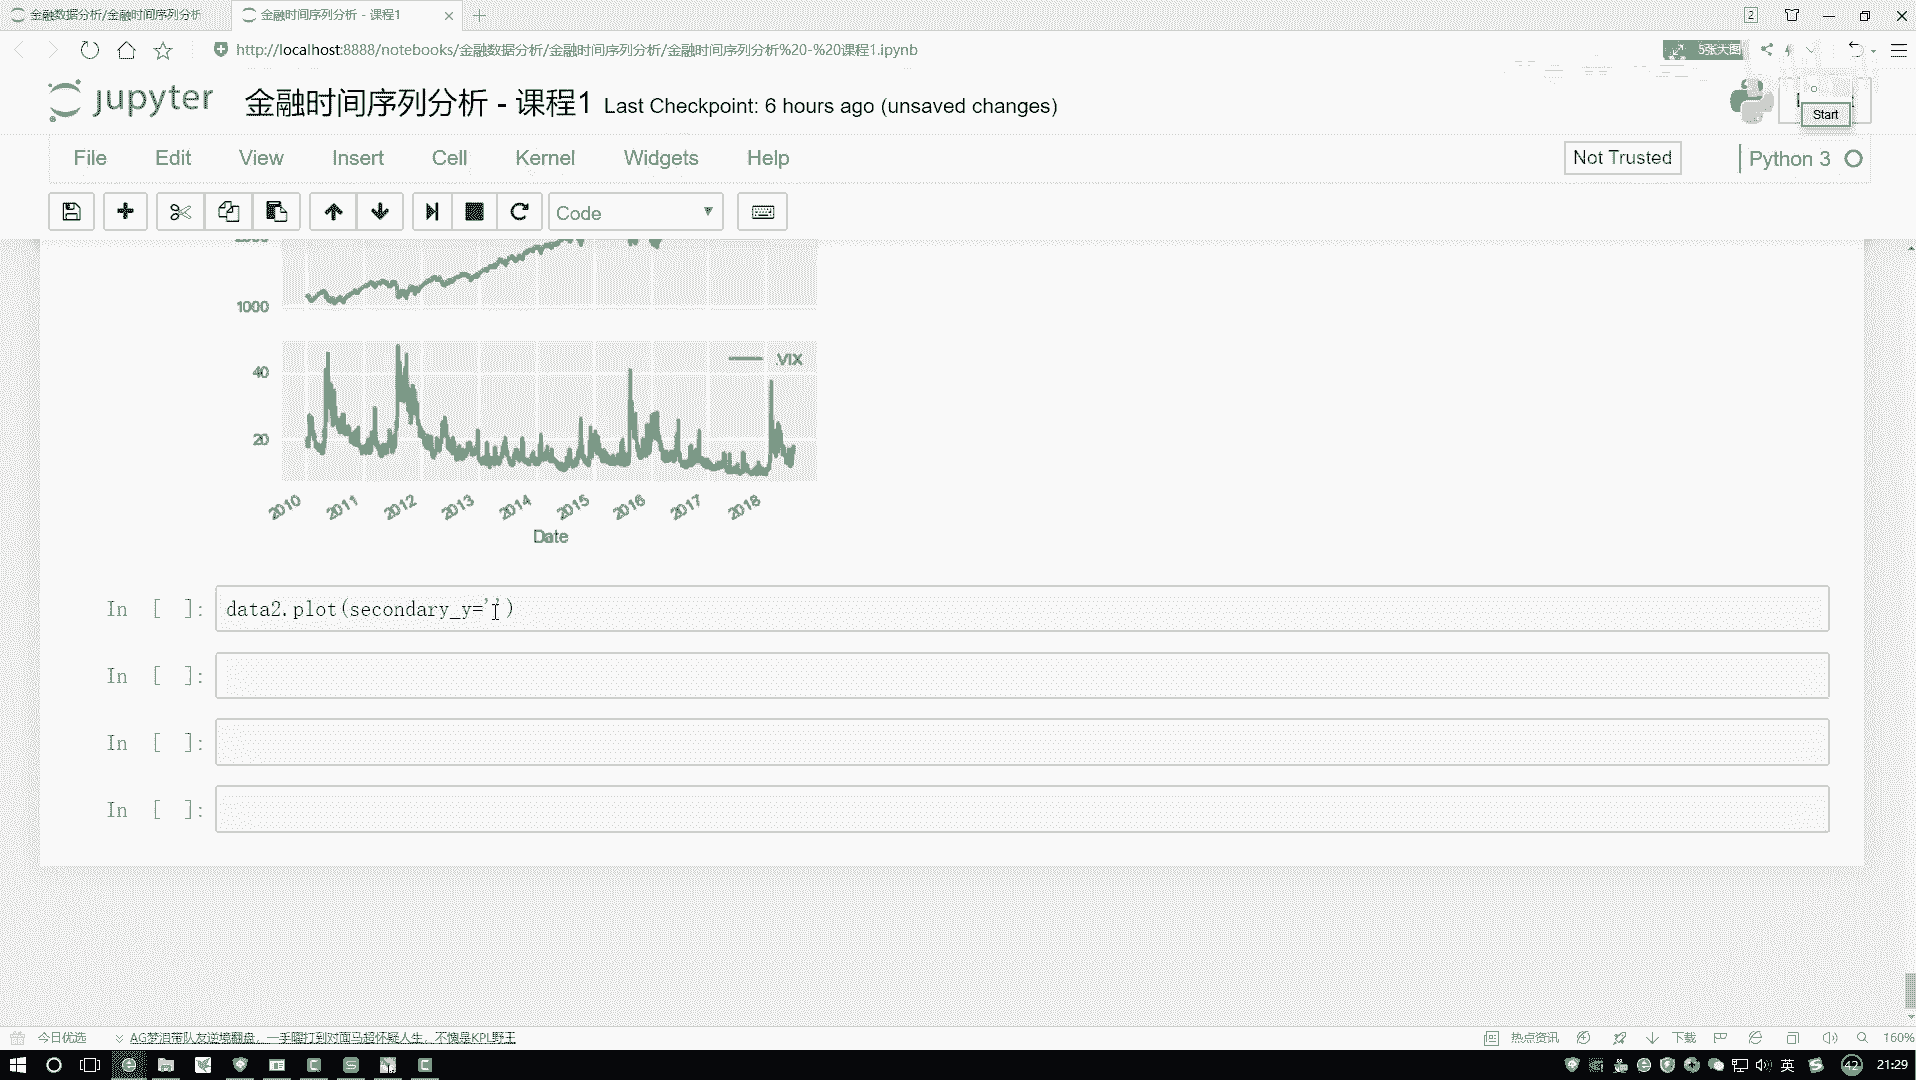 金融数据分析/金融时间序列分析
金融时间序列分析 - 课程1
2
http://localhost:8888/notebooks/金融数据分析/金融时间序列分析/金融时间序列分析%20-%20课程1.ipynb
5张大图
jupyter
金融时间序列分析 - 课程1 Last Checkpoint: 6 hours ago (unsaved changes)
Start
File Edit View Insert Cell Kernel Widgets Help
Not Trusted
Python 3
Code
1000
.VIX
40
20
2010 2011 2012 2013 2014 2015 2016 2017 2018
Date
In [ ]: data2.plot(secondary_y='')
In [ ]:
In [ ]:
In [ ]:
今日优选
AG梦泪带队友逆境翻盘,一手曜打到对面马超怀疑人生,不愧是KPL野王
热点资讯
下载
160%
英
42
21:29